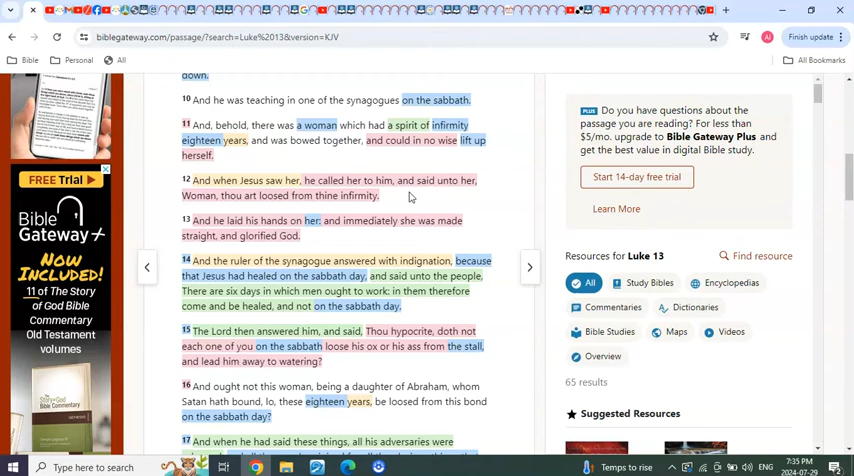 biblegateway.com/passage/?search=Luke%2013&version=KJV
AI
Finish update
Bible
Personal
All
All Bookmarks
FREE Trial
Bible
Gateway+
NOW
INCLUDED!
11 of The Story
of God Bible
Commentary
Old Testament
volumes
down.
10 And he was teaching in one of the synagogues on the sabbath.
11 And, behold, there was a woman which had a spirit of infirmity
eighteen years, and was bowed together, and could in no wise lift up
herself.
12 And when Jesus saw her, he called her to him, and said unto her,
Woman, thou art loosed from thine infirmity.
13 And he laid his hands on her: and immediately she was made
straight, and glorified God.
14 And the ruler of the synagogue answered with indignation, because
that Jesus had healed on the sabbath day, and said unto the people,
There are six days in which men ought to work: in them therefore
come and be healed, and not on the sabbath day.
15 The Lord then answered him, and said, Thou hypocrite, doth not
each one of you on the sabbath loose his ox or his ass from the stall,
and lead him away to watering?
16 And ought not this woman, being a daughter of Abraham, whom
Satan hath bound, lo, these eighteen years, be loosed from this bond
on the sabbath day?
17 And when he had said these things, all his adversaries were
PLUS Do you have questions about the
passage you are reading? For less than
$5/mo. upgrade to Bible Gateway Plus and
get the best value in digital Bible study.
Start 14-day free trial
Learn More
Resources for Luke 13
Find resource
All
Study Bibles
Encyclopedias
Commentaries
Dictionaries
Bible Studies
Maps
Videos
Overview
65 results
Suggested Resources
Type here to search
Temps to rise
ENG
7:35 PM
2024-07-29
2